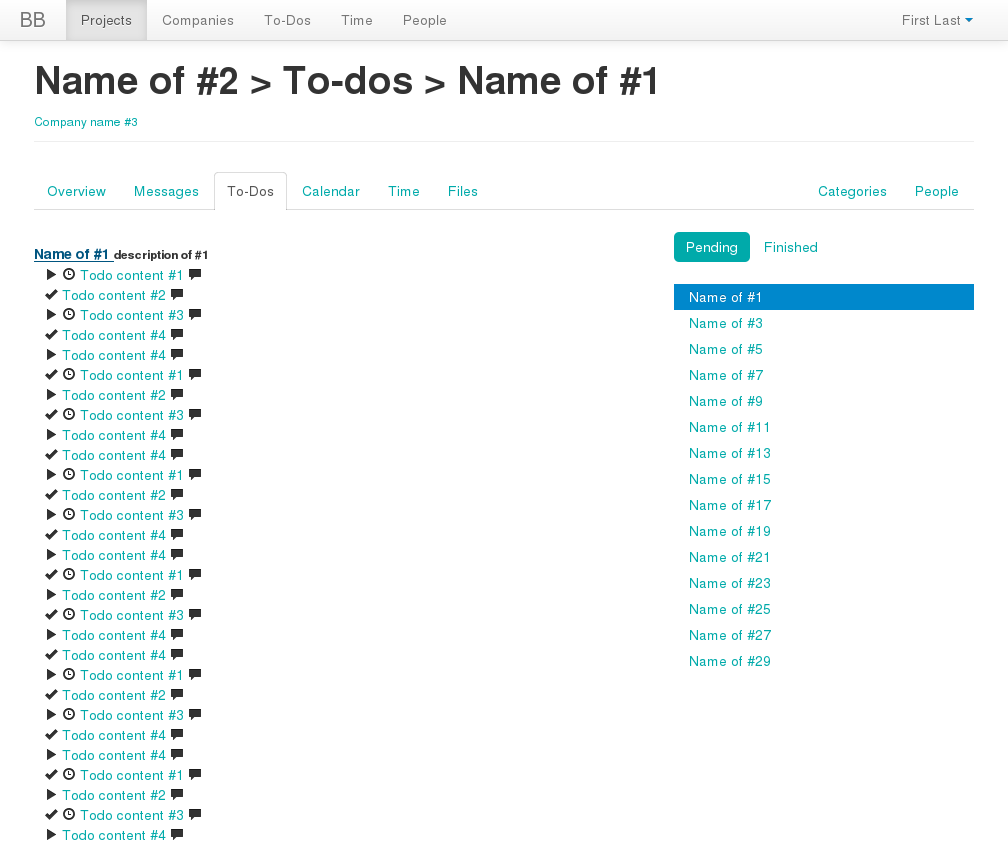 BB Projects Companies To-Dos Time People First Last
Name of #2 > To-dos > Name of #1
Company name #3
Overview Messages To-Dos Calendar Time Files Categories People
Name of #1 description of #1
Todo content #1
Todo content #2
Todo content #3
Todo content #4
Todo content #4
Todo content #1
Todo content #2
Todo content #3
Todo content #4
Todo content #4
Todo content #1
Todo content #2
Todo content #3
Todo content #4
Todo content #4
Todo content #1
Todo content #2
Todo content #3
Todo content #4
Todo content #4
Todo content #1
Todo content #2
Todo content #3
Todo content #4
Todo content #4
Todo content #1
Todo content #2
Todo content #3
Todo content #4
Pending Finished
Name of #1
Name of #3
Name of #5
Name of #7
Name of #9
Name of #11
Name of #13
Name of #15
Name of #17
Name of #19
Name of #21
Name of #23
Name of #25
Name of #27
Name of #29